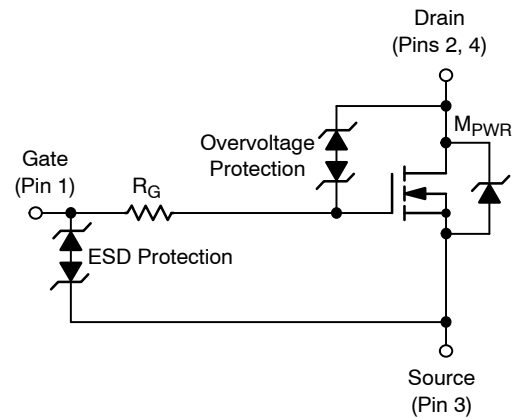 Drain
(Pins 2, 4)
MPWR
Overvoltage
Protection
Gate
(Pin 1)
RG
ESD Protection
Source
(Pin 3)